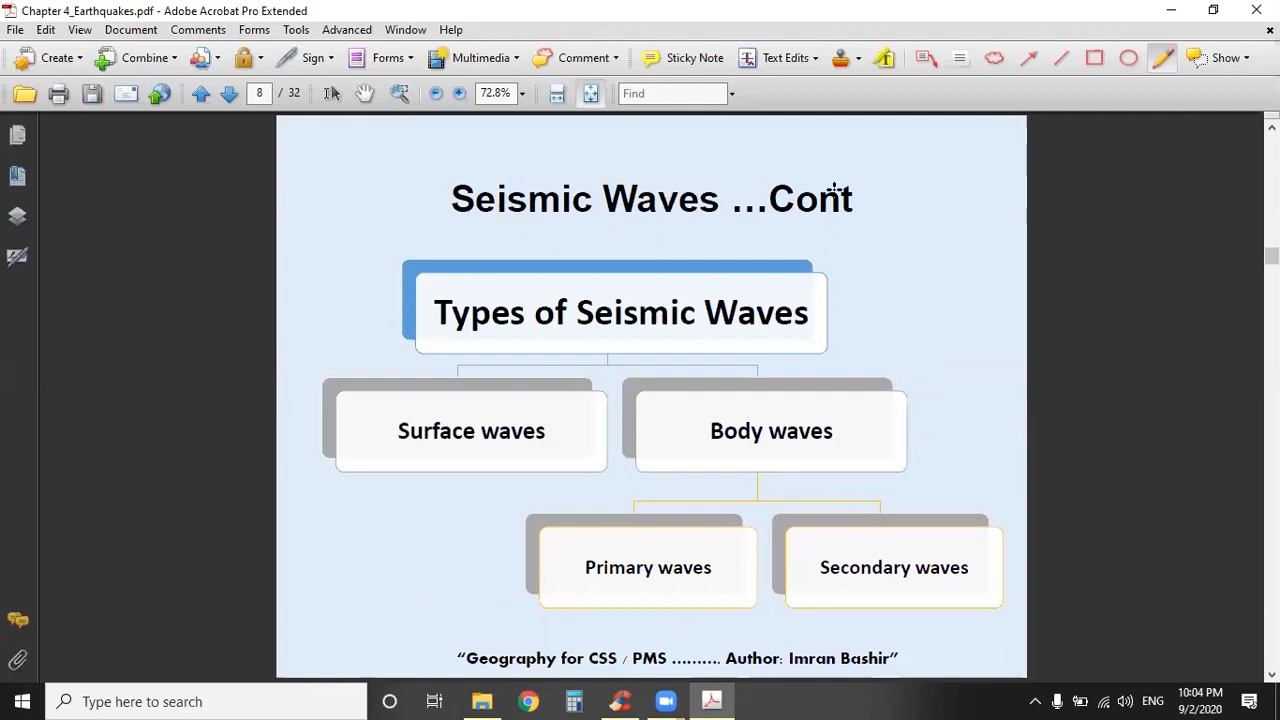 Chapter 4_Earthquakes.pdf - Adobe Acrobat Pro Extended
File Edit View Document Comments Forms Tools Advanced Window Help
Create Combine Sign Forms Multimedia Comment Sticky Note Text Edits Show
8 / 32 72.8% Find
Seismic Waves ...Cont
Types of Seismic Waves
Surface waves Body waves
Primary waves Secondary waves
“Geography for CSS / PMS ......... Author: Imran Bashir”
Type here to search ENG 10:04 PM
9/2/2020